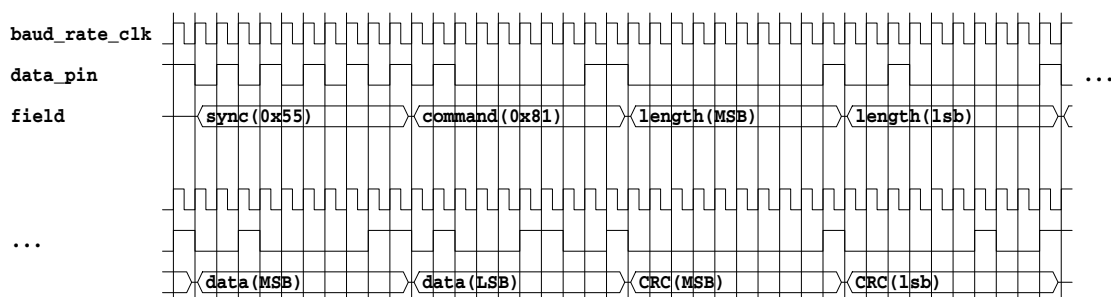 baud_rate_clk
data_pin ...
field sync(0x55) command(0x81) length(MSB) length(lsb)
...
data(MSB) data(LSB) CRC(MSB) CRC(lsb)